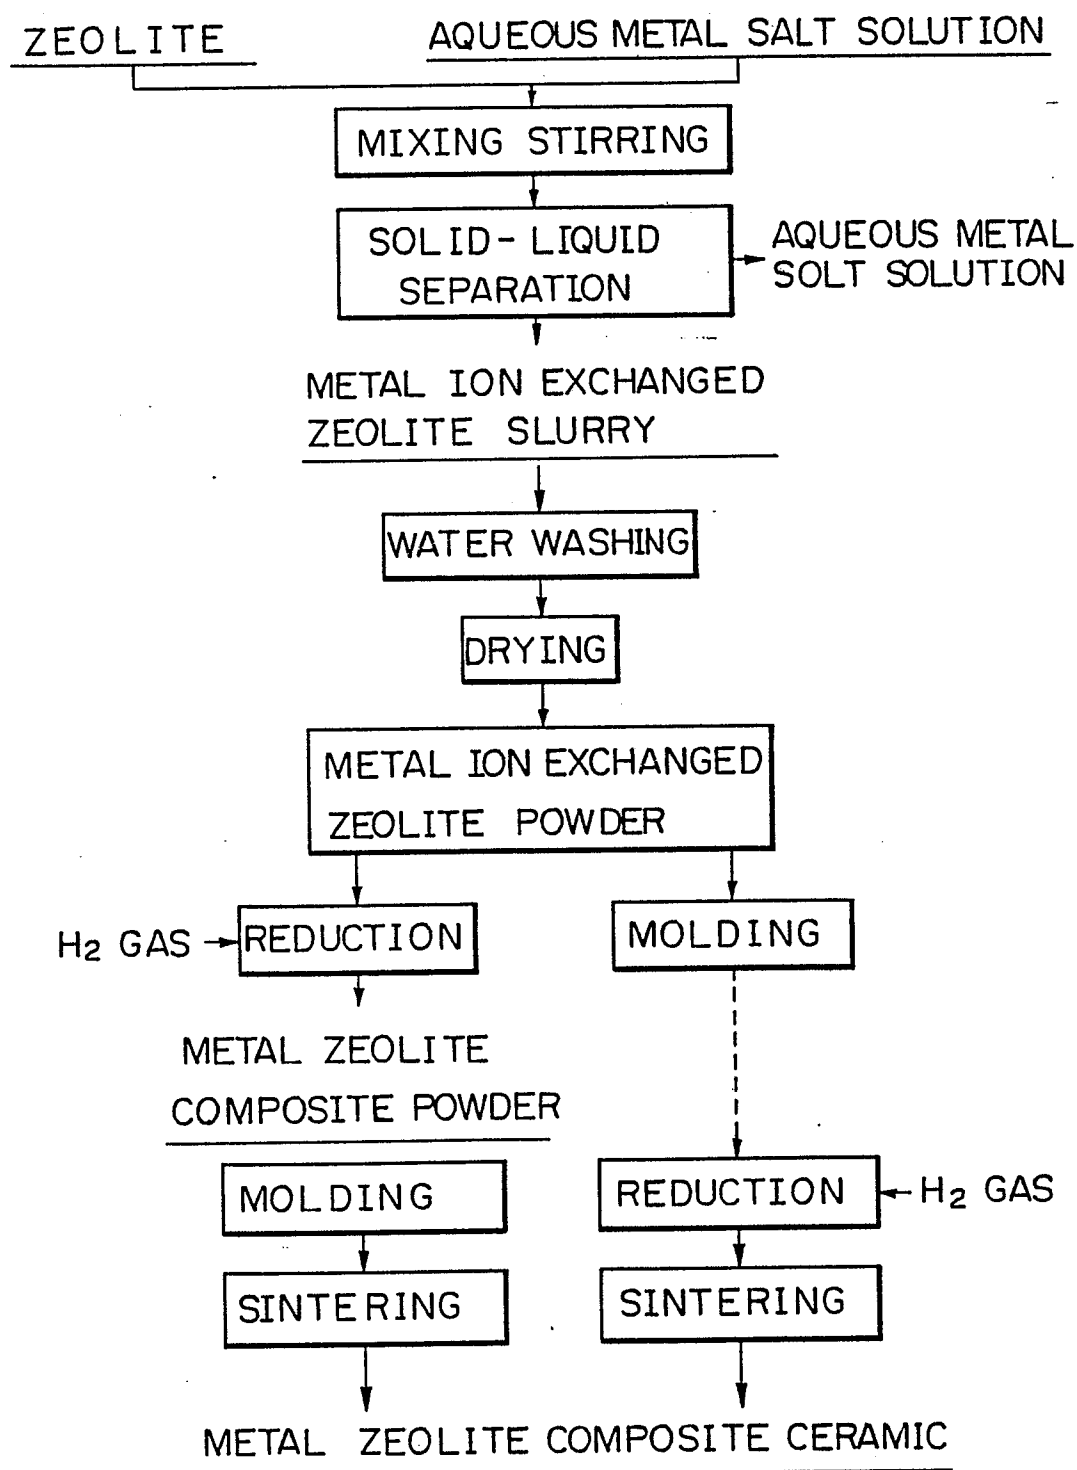 ZEOLITE
AQUEOUS METAL SALT SOLUTION
MIXING STIRRING
SOLID-LIQUID
SEPARATION
AQUEOUS METAL
SOLT SOLUTION
METAL ION EXCHANGED
ZEOLITE SLURRY
WATER WASHING
DRYING
METAL ION EXCHANGED
ZEOLITE POWDER
H2 GAS
REDUCTION
MOLDING
METAL ZEOLITE
COMPOSITE POWDER
MOLDING
REDUCTION
H2 GAS
SINTERING
SINTERING
METAL ZEOLITE COMPOSITE CERAMIC